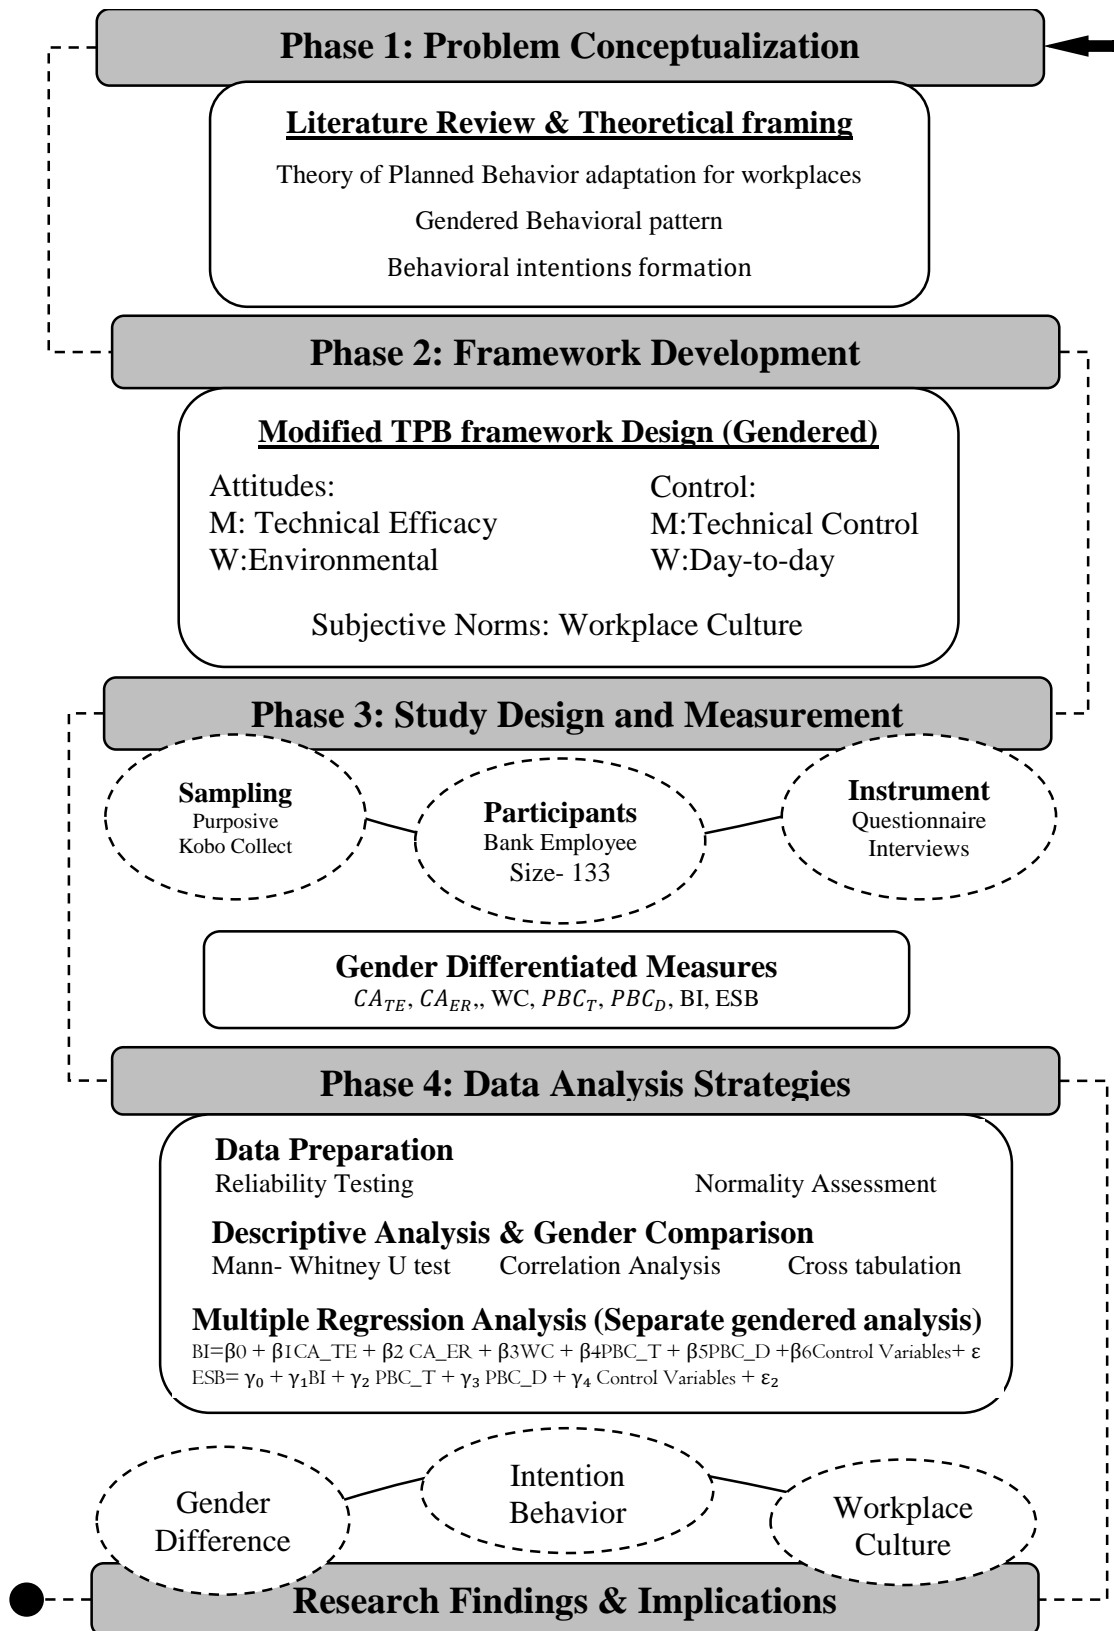 Phase 1: Problem Conceptualization
Literature Review & Theoretical framing
Theory of Planned Behavior adaptation for workplaces
Gendered Behavioral pattern
Behavioral intentions formation
Phase 2: Framework Development
Modified TPB framework Design (Gendered)
Attitudes:
M: Technical Efficacy
W:Environmental
Control:
M:Technical Control
W:Day-to-day
Subjective Norms: Workplace Culture
Phase 3: Study Design and Measurement
Sampling
Purposive
Kobo Collect
Participants
Bank Employee
Size- 133
Instrument
Questionnaire
Interviews
Gender Differentiated Measures
CA_TE, CA_ER,, WC, PBC_T, PBC_D, BI, ESB
Phase 4: Data Analysis Strategies
Data Preparation
Reliability Testing Normality Assessment
Descriptive Analysis & Gender Comparison
Mann- Whitney U test Correlation Analysis Cross tabulation
Multiple Regression Analysis (Separate gendered analysis)
BI=β0 + β1CA_TE + β2 CA_ER + β3WC + β4PBC_T + β5PBC_D +β6Control Variables+ ε
ESB= γ₀ + γ₁BI + γ₂ PBC_T + γ₃ PBC_D + γ₄ Control Variables + ε₂
Gender
Difference
Intention
Behavior
Workplace
Culture
Research Findings & Implications